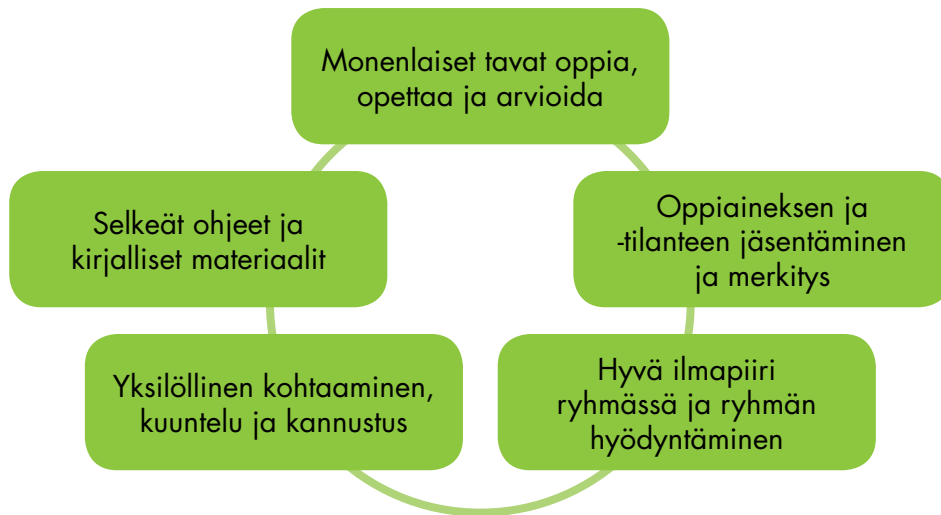 Monenlaiset tavat oppia,
opettaa ja arvioida
Selkeät ohjeet ja
kirjalliset materiaalit
Oppiaineksen ja
-tilanteen jäsentäminen
ja merkitys
Yksilöllinen kohtaaminen,
kuuntelu ja kannustus
Hyvä ilmapiiri
ryhmässä ja ryhmän
hyödyntäminen